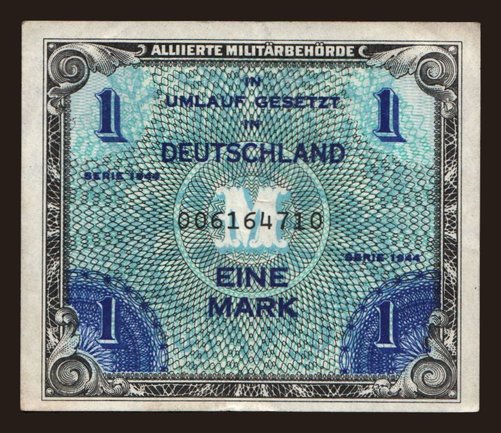 ALLIIERTE MILITÄRBEHÖRDE
1 IN 1
UMLAUF GESETZT
IN
DEUTSCHLAND
SERIE 1944
M
006164710
SERIE 1944
EINE
MARK
1 1